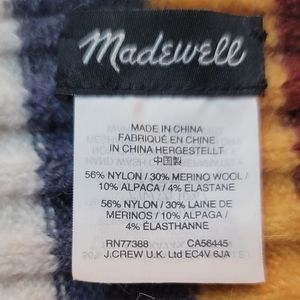 Madewell
MADE IN CHINA
FABRIQUÉ EN CHINE
IN CHINA HERGESTELLT
中国製
56% NYLON / 30% MERINO WOOL /
10% ALPACA / 4% ELASTANE
56% NYLON / 30% LAINE DE
MERINOS / 10% ALPAGA /
4% ÉLASTHANNE
RN77388 CA56445
J.CREW U.K. Ltd EC4V 6JA